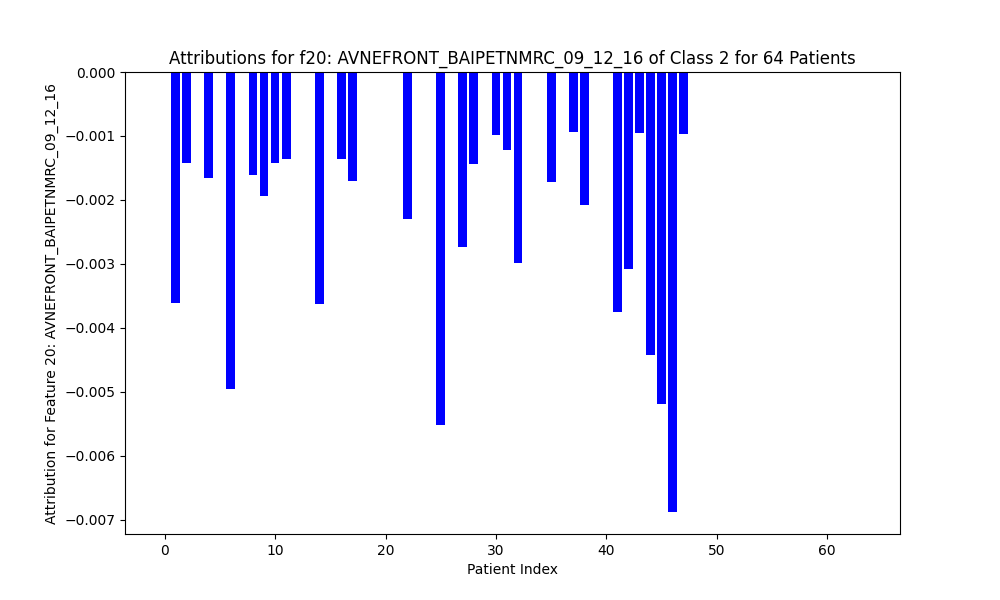 Attributions for f20: AVNEFRONT_BAIPETNMRC_09_12_16 of Class 2 for 64 Patients
Attribution for Feature 20: AVNEFRONT_BAIPETNMRC_09_12_16
0.000
−0.001
−0.002
−0.003
−0.004
−0.005
−0.006
−0.007
0 10 20 30 40 50 60
Patient Index